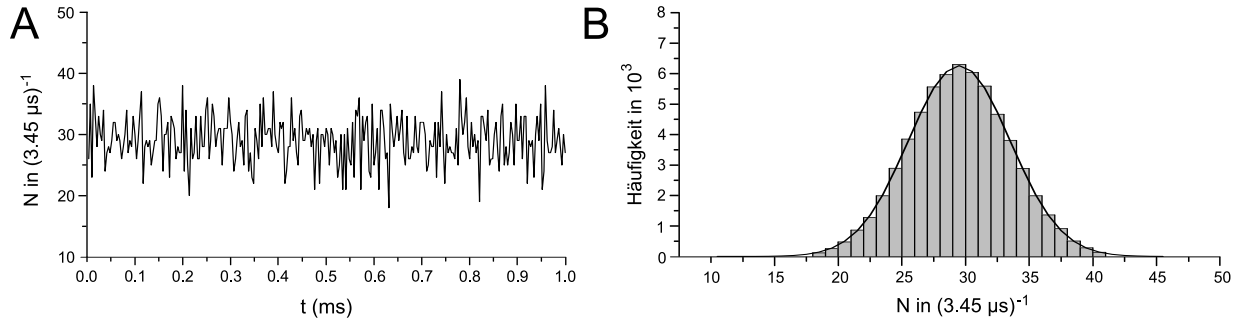 A
N in (3.45 µs)⁻¹
50
40
30
20
10
0.0 0.1 0.2 0.3 0.4 0.5 0.6 0.7 0.8 0.9 1.0
t (ms)
B
Häufigkeit in 10³
8
7
6
5
4
3
2
1
0
10 15 20 25 30 35 40 45 50
N in (3.45 µs)⁻¹